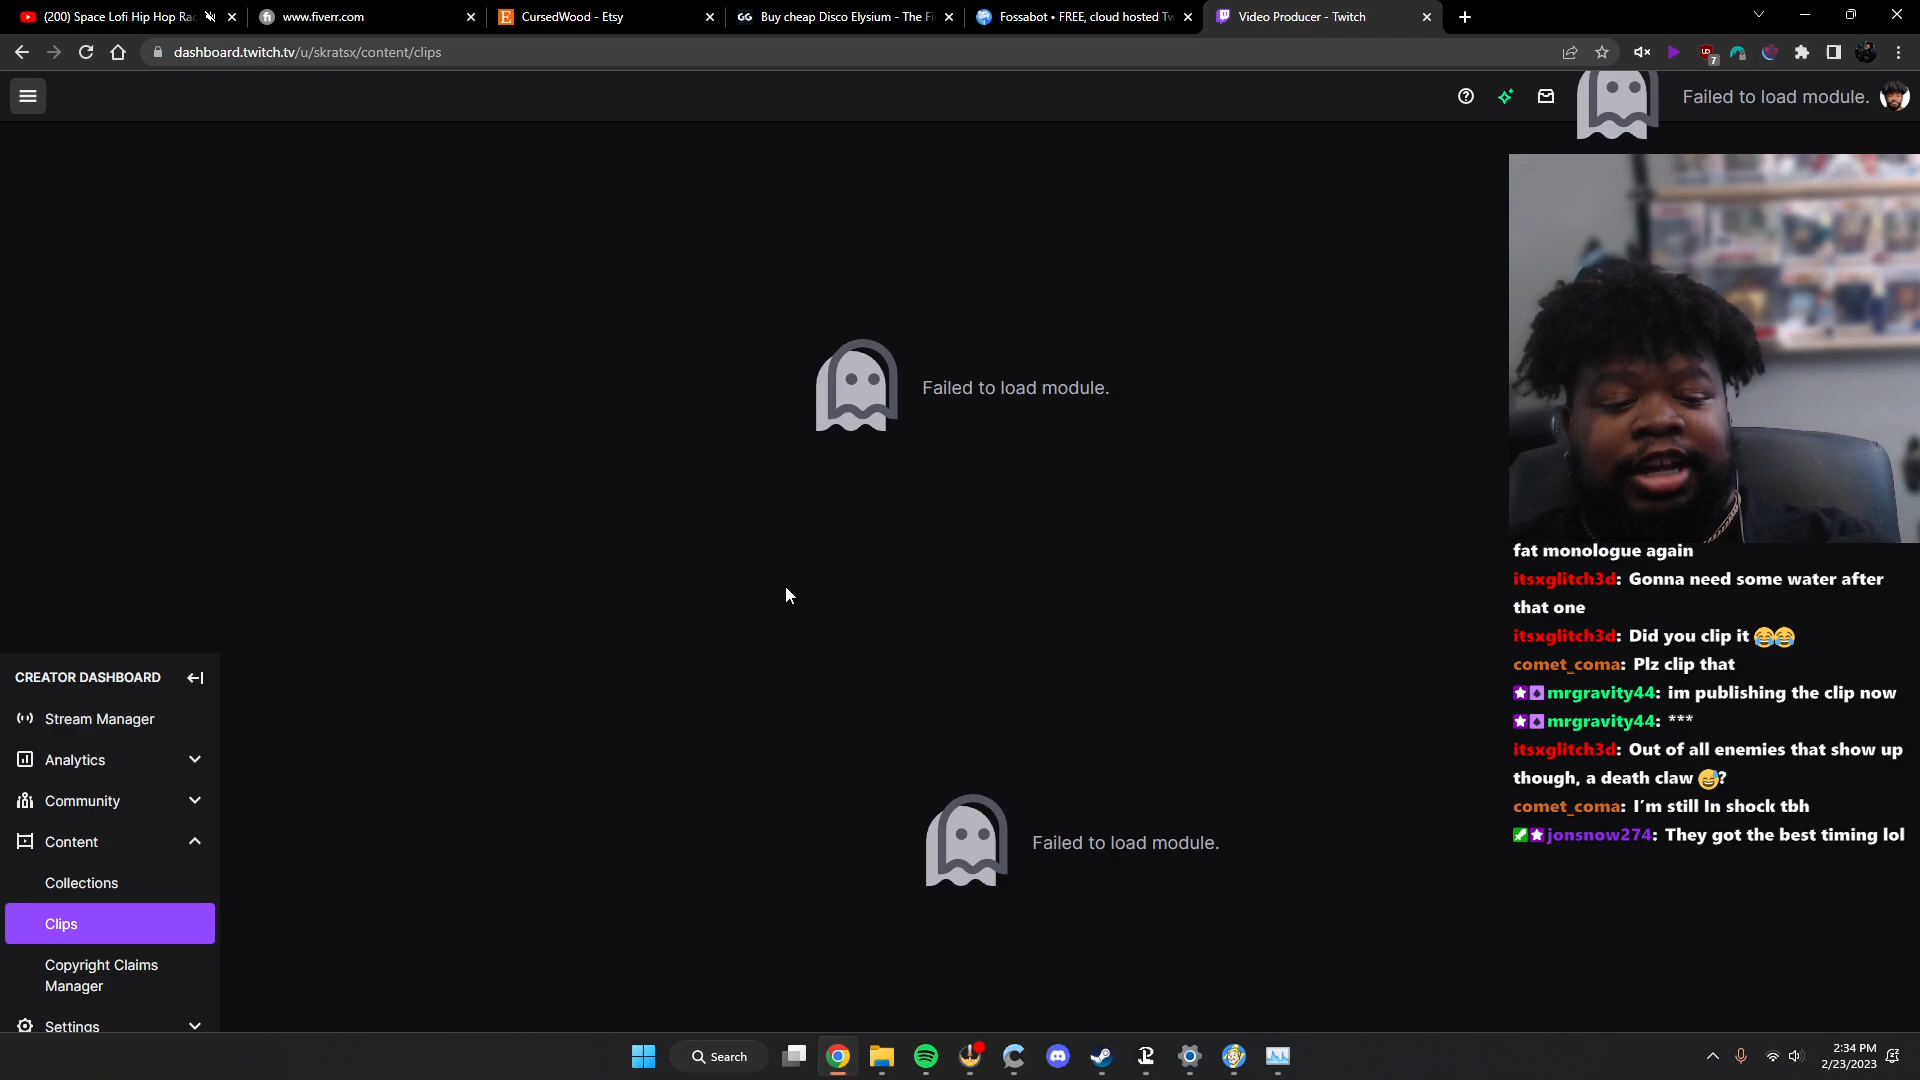 (200) Space Lofi Hip Hop Rad
www.fiverr.com
CursedWood - Etsy
GG
Buy cheap Disco Elysium - The Fi
Fossabot • FREE, cloud hosted Tw
Video Producer - Twitch
dashboard.twitch.tv/u/skratsx/content/clips
7
Failed to load module.
Failed to load module.
fat monologue again
itsxglitch3d: Gonna need some water after
that one
itsxglitch3d: Did you clip it 😂😂
comet_coma: Plz clip that
mrgravity44: im publishing the clip now
mrgravity44: ***
itsxglitch3d: Out of all enemies that show up
though, a death claw 😅?
comet_coma: I'm still In shock tbh
jonsnow274: They got the best timing lol
CREATOR DASHBOARD
Stream Manager
Analytics
Community
Content
Collections
Clips
Copyright Claims
Manager
Settings
Failed to load module.
Search
2:34 PM
2/23/2023